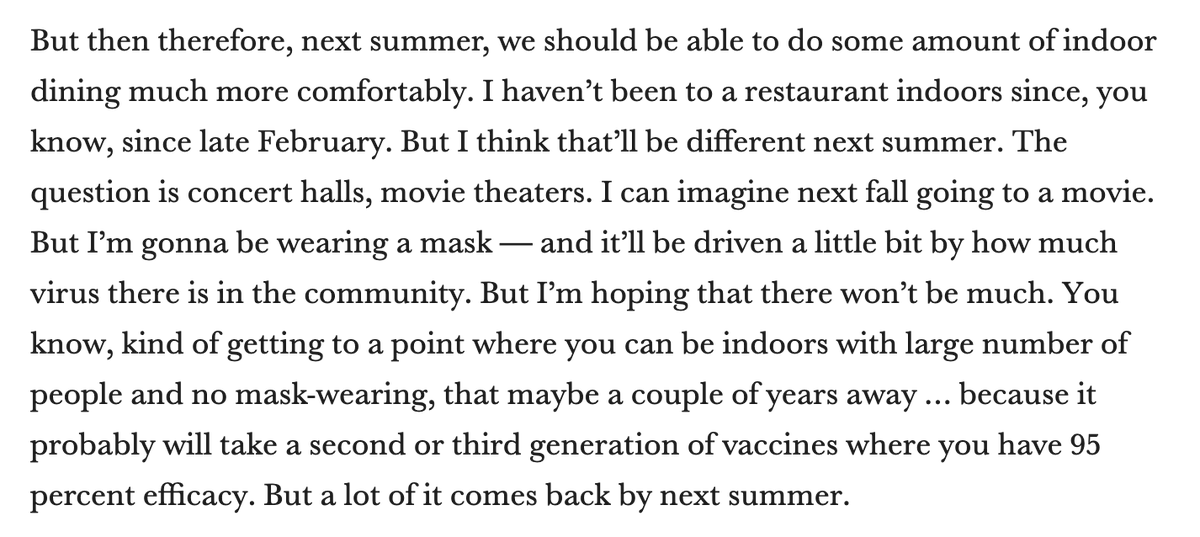 But then therefore, next summer, we should be able to do some amount of indoor
dining much more comfortably. I haven’t been to a restaurant indoors since, you
know, since late February. But I think that’ll be different next summer. The
question is concert halls, movie theaters. I can imagine next fall going to a movie.
But I’m gonna be wearing a mask — and it’ll be driven a little bit by how much
virus there is in the community. But I’m hoping that there won’t be much. You
know, kind of getting to a point where you can be indoors with large number of
people and no mask-wearing, that maybe a couple of years away … because it
probably will take a second or third generation of vaccines where you have 95
percent efficacy. But a lot of it comes back by next summer.